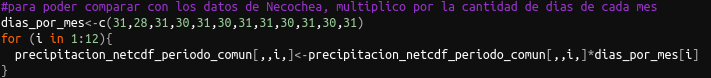 #para poder comparar con los datos de Necochea, multiplico por la cantidad de dias de cada mes
dias_por_mes<-c(31,28,31,30,31,30,31,31,30,31,30,31)
for (i in 1:12){
  precipitacion_netcdf_periodo_comun[,,i,]<-precipitacion_netcdf_periodo_comun[,,i,]*dias_por_mes[i]
}